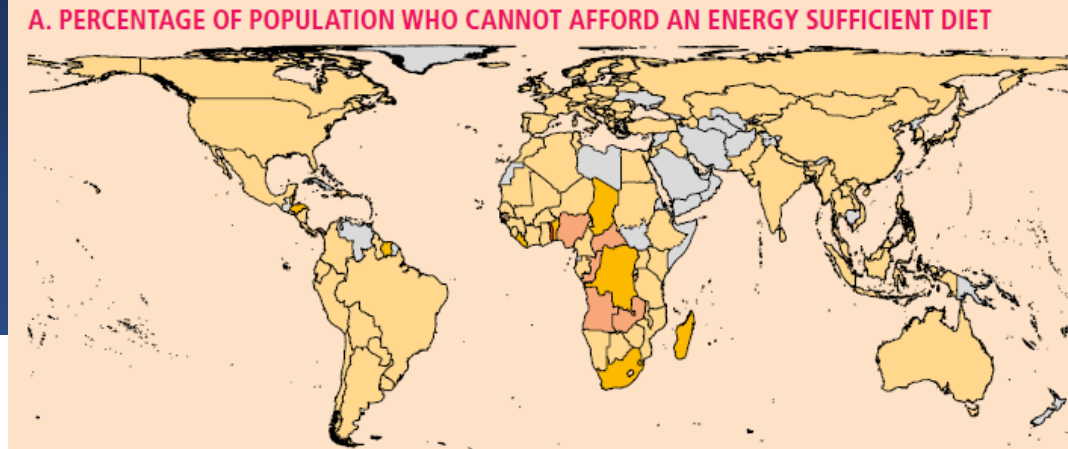 A. PERCENTAGE OF POPULATION WHO CANNOT AFFORD AN ENERGY SUFFICIENT DIET